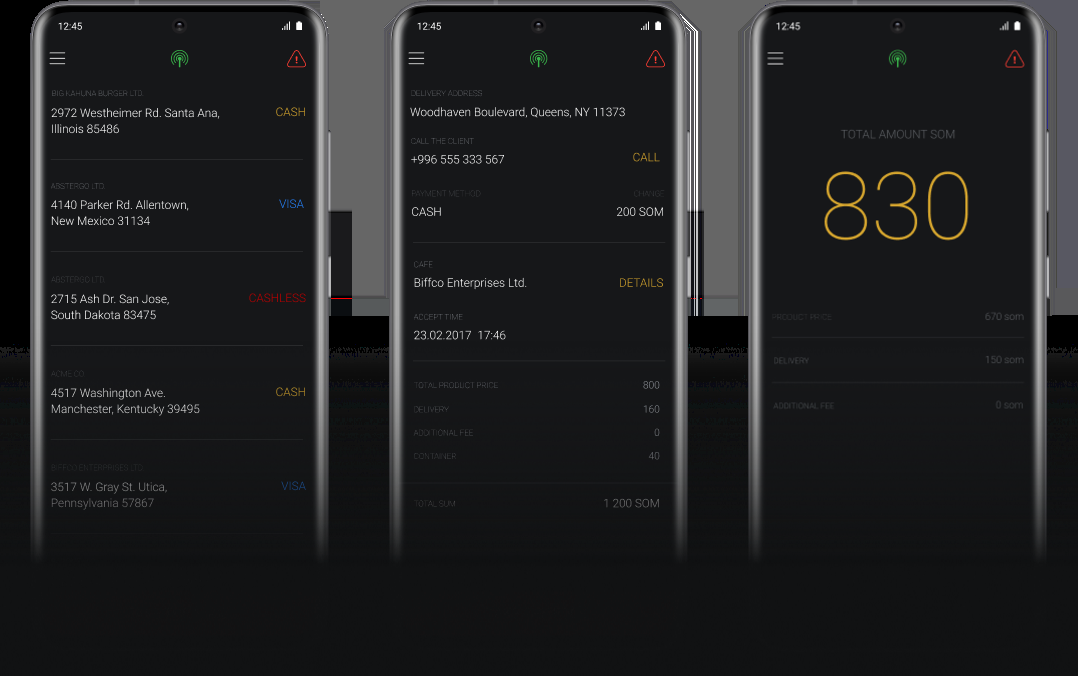 12:45
BIG KAHUNA BURGER LTD.
2972 Westheimer Rd. Santa Ana,
Illinois 85486
CASH
ABSTERGO LTD.
4140 Parker Rd. Allentown,
New Mexico 31134
VISA
ABSTERGO LTD.
2715 Ash Dr. San Jose,
South Dakota 83475
CASHLESS
ACME CO.
4517 Washington Ave.
Manchester, Kentucky 39495
CASH
BIFFCO ENTERPRISES LTD.
3517 W. Gray St. Utica,
Pennsylvania 57867
VISA
12:45
DELIVERY ADDRESS
Woodhaven Boulevard, Queens, NY 11373
CALL THE CLIENT
+996 555 333 567
CALL
PAYMENT METHOD
CHANGE
CASH
200 SOM
CAFE
Biffco Enterprises Ltd.
DETAILS
ACCEPT TIME
23.02.2017 17:46
TOTAL PRODUCT PRICE
800
DELIVERY
160
ADDITIONAL FEE
0
CONTAINER
40
TOTAL SUM
1 200 SOM
12:45
TOTAL AMOUNT SOM
830
PRODUCT PRICE
670 som
DELIVERY
150 som
ADDITIONAL FEE
0 som